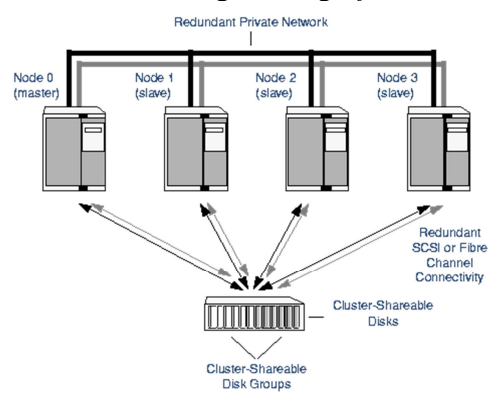 Redundant Private Network
Node 0
(master)
Node 1
(slave)
Node 2
(slave)
Node 3
(slave)
Redundant
SCSI or Fibre
Channel
Connectivity
Cluster-Shareable
Disks
Cluster-Shareable
Disk Groups